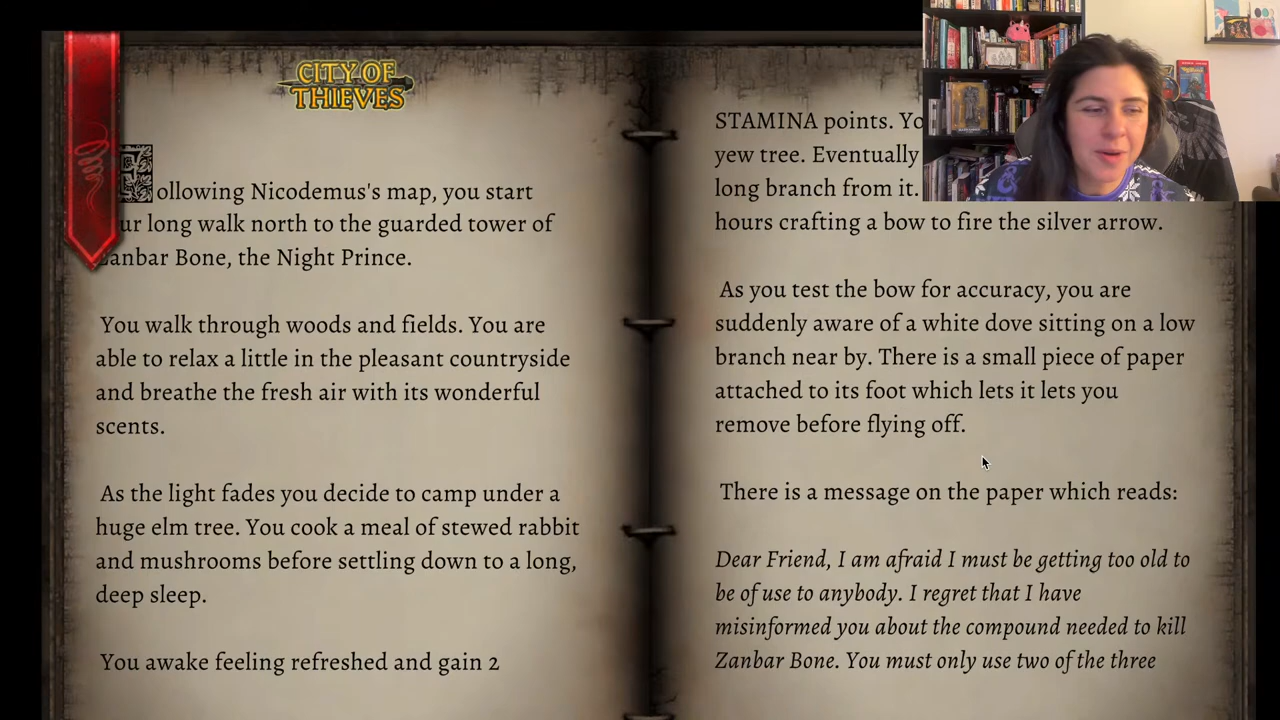 CITY OF
THIEVES
ollowing Nicodemus's map, you start
ur long walk north to the guarded tower of
Zanbar Bone, the Night Prince.
You walk through woods and fields. You are
able to relax a little in the pleasant countryside
and breathe the fresh air with its wonderful
scents.
As the light fades you decide to camp under a
huge elm tree. You cook a meal of stewed rabbit
and mushrooms before settling down to a long,
deep sleep.
You awake feeling refreshed and gain 2
STAMINA points. Yo
yew tree. Eventually
long branch from it.
hours crafting a bow to fire the silver arrow.
As you test the bow for accuracy, you are
suddenly aware of a white dove sitting on a low
branch near by. There is a small piece of paper
attached to its foot which lets it lets you
remove before flying off.
There is a message on the paper which reads:
Dear Friend, I am afraid I must be getting too old to
be of use to anybody. I regret that I have
misinformed you about the compound needed to kill
Zanbar Bone. You must only use two of the three